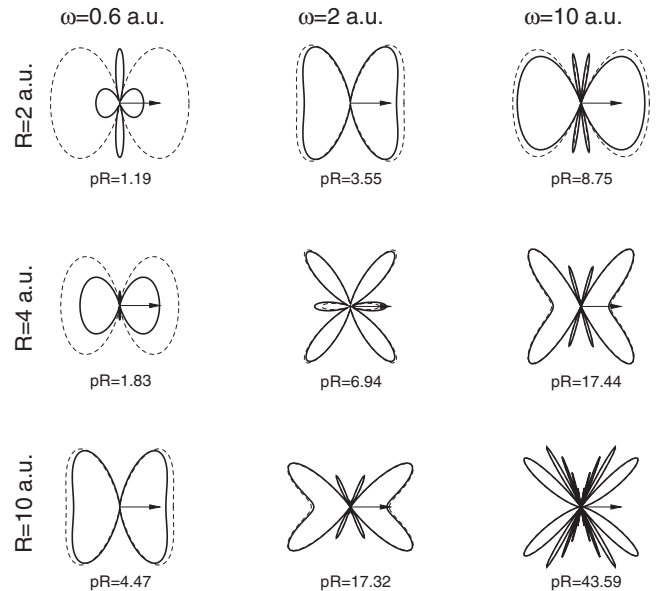 ω=0.6 a.u. ω=2 a.u. ω=10 a.u.
R=2 a.u.
pR=1.19 pR=3.55 pR=8.75
R=4 a.u.
pR=1.83 pR=6.94 pR=17.44
R=10 a.u.
pR=4.47 pR=17.32 pR=43.59